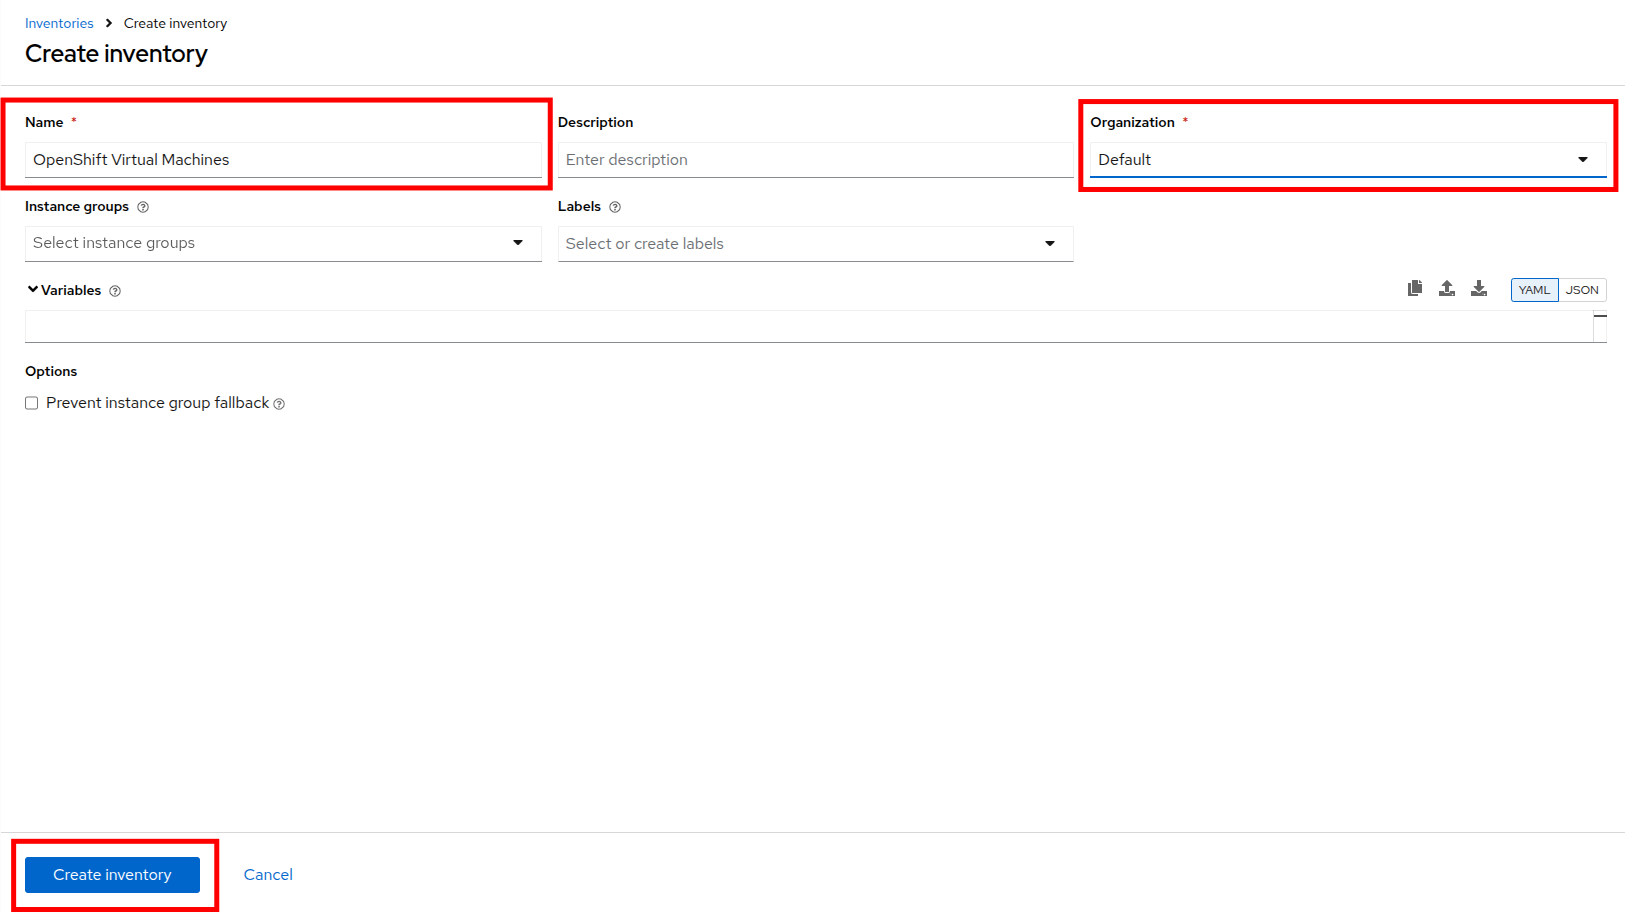 Inventories > Create inventory
Create inventory
Name * Description Organization *
OpenShift Virtual Machines Enter description Default
Instance groups Labels
Select instance groups Select or create labels
Variables YAML JSON
Options
Prevent instance group fallback
Create inventory Cancel